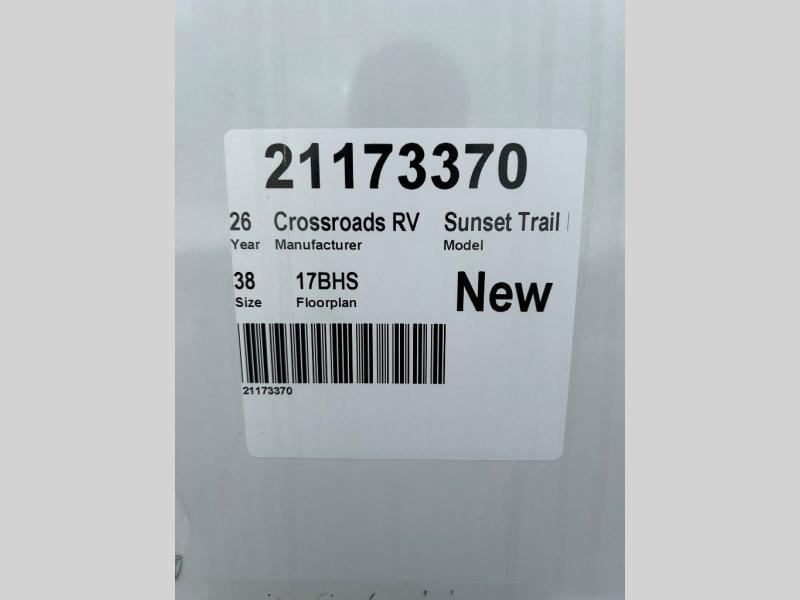 21173370
26 Crossroads RV Sunset Trail
Year Manufacturer Model
38 17BHS New
Size Floorplan
21173370